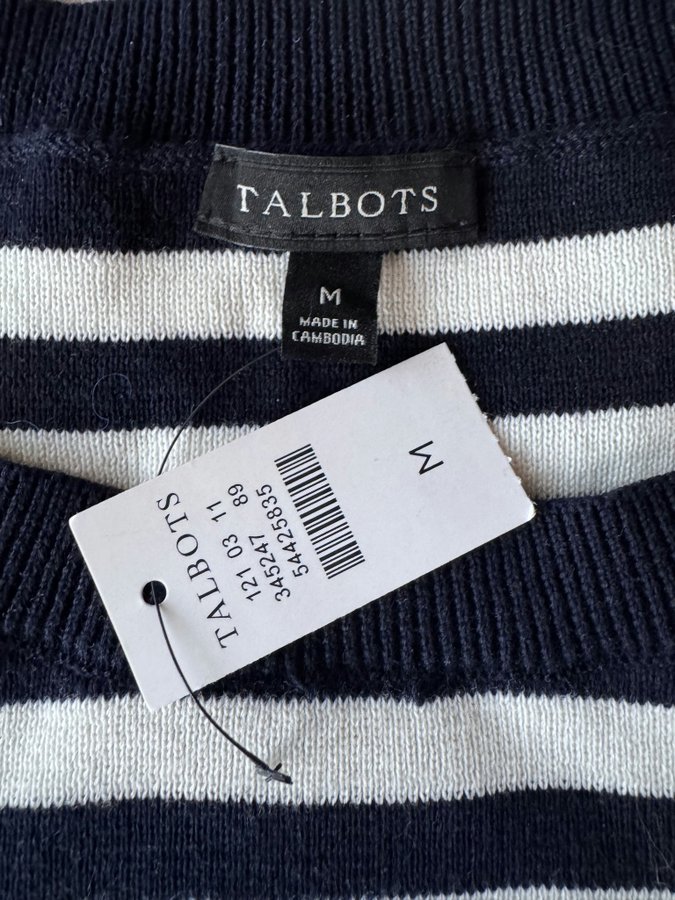 TALBOTS
M
MADE IN
CAMBODIA
TALBOTS
121 03 11
345247 89
54425835
M